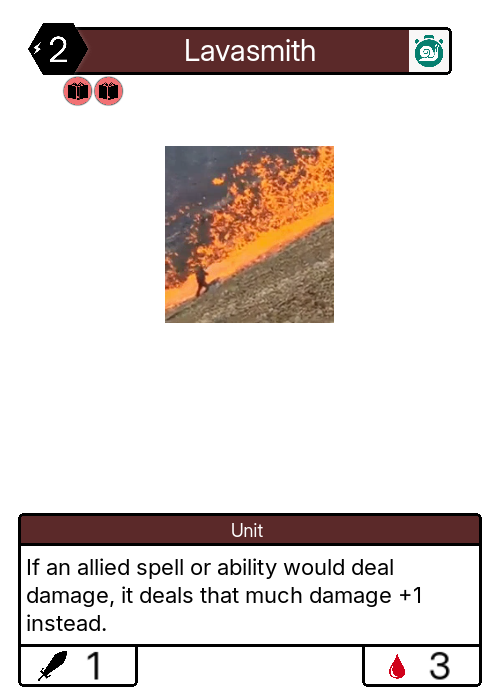 2
Lavasmith
Unit
If an allied spell or ability would deal
damage, it deals that much damage +1
instead.
1
3